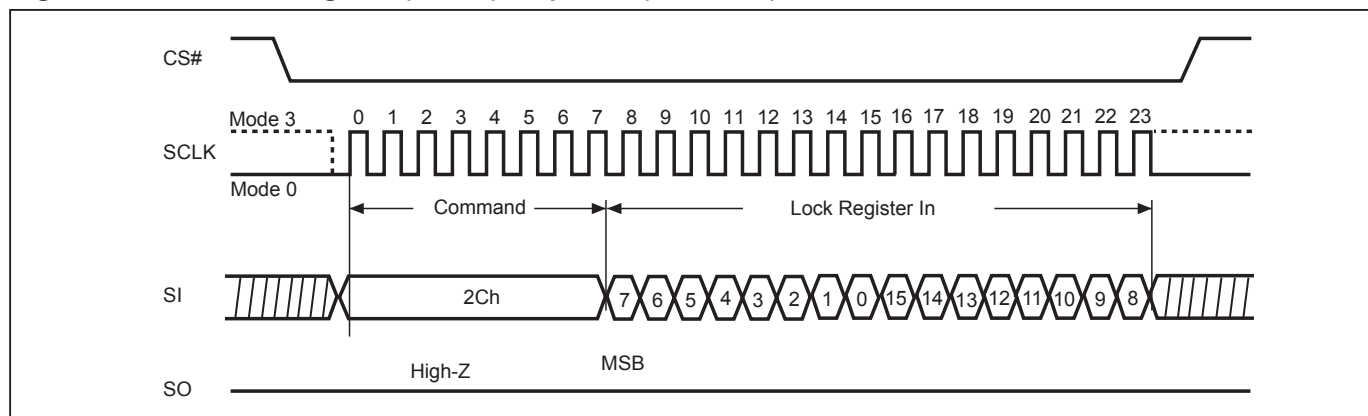 CS#
Mode 3
0 1 2 3 4 5 6 7 8 9 10 11 12 13 14 15 16 17 18 19 20 21 22 23
SCLK
Mode 0
Command
Lock Register In
SI
2Ch
7 6 5 4 3 2 1 0 15 14 13 12 11 10 9 8
High-Z
MSB
SO